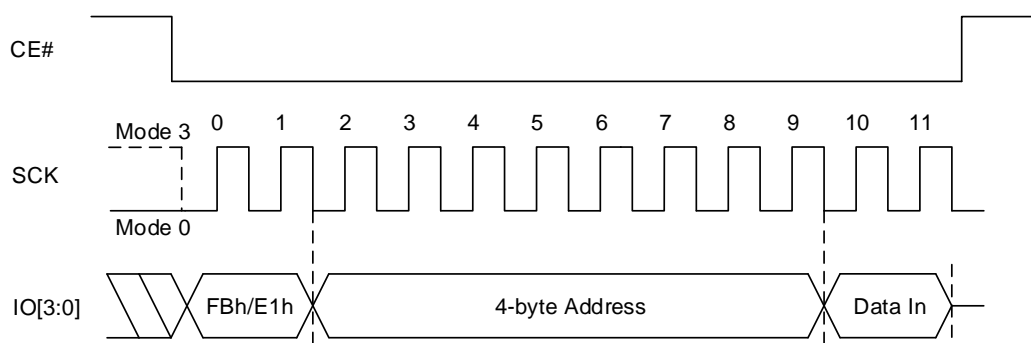 CE#
Mode 3 0 1 2 3 4 5 6 7 8 9 10 11
SCK
Mode 0
IO[3:0] FBh/E1h 4-byte Address Data In